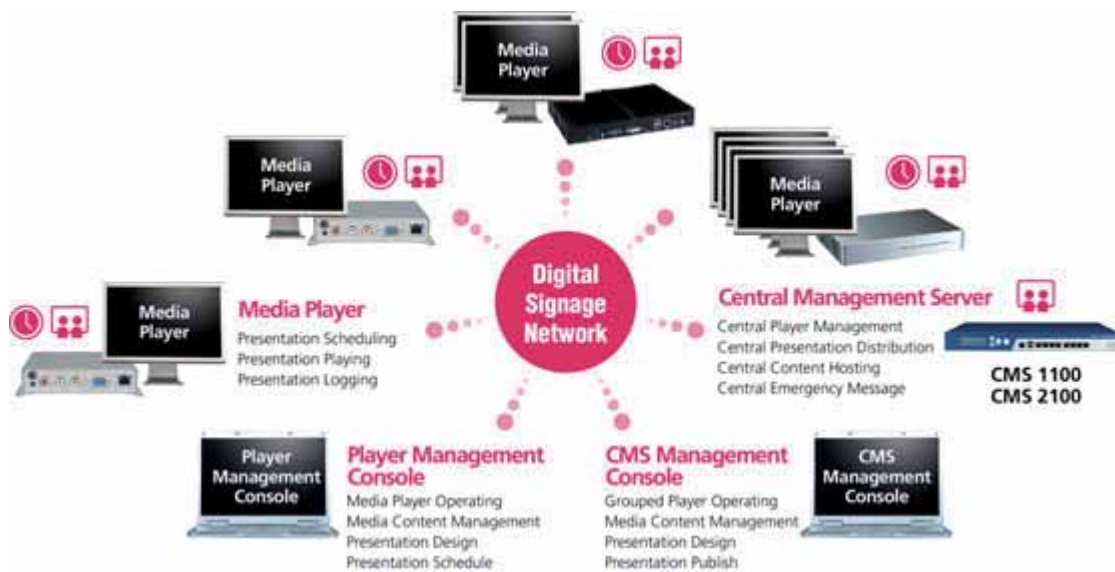 Media
Player
Media
Player
Media
Player
Digital
Signage
Network
Media
Player
Media Player
Presentation Scheduling
Presentation Playing
Presentation Logging
Central Management Server
Central Player Management
Central Presentation Distribution
Central Content Hosting
Central Emergency Message
CMS 1100
CMS 2100
Player
Management
Console
Player Management
Console
Media Player Operating
Media Content Management
Presentation Design
Presentation Schedule
CMS Management
Console
Grouped Player Operating
Media Content Management
Presentation Design
Presentation Publish
CMS
Management
Console